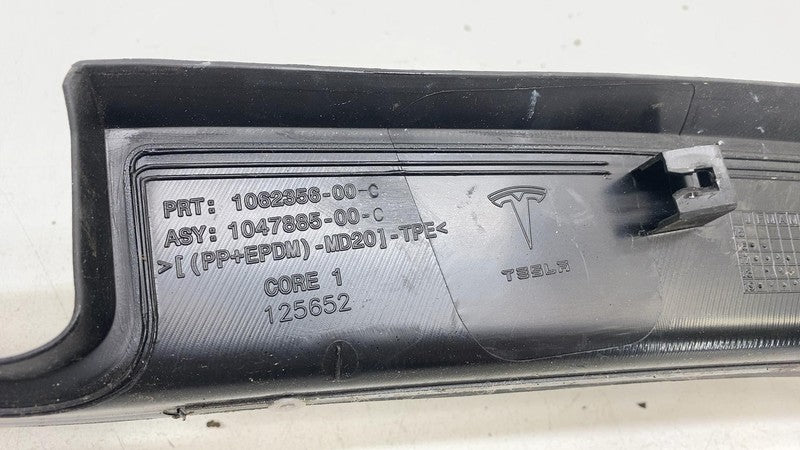 PRT: 1062356-00-C
ASY: 1047885-00-C
>[(PP+EPDM)-MD20]-TPE<
CORE 1
125652
TESLA